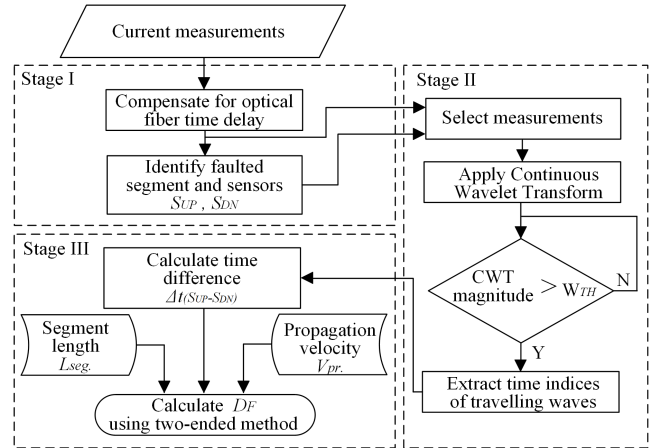 Current measurements
Stage I
Compensate for optical
fiber time delay
Identify faulted
segment and sensors
SUP , SDN
Stage II
Select measurements
Apply Continuous
Wavelet Transform
CWT
magnitude > WTH
N
Y
Extract time indices
of travelling waves
Stage III
Calculate time
difference
Δt(SUP-SDN)
Segment
length
Lseg.
Propagation
velocity
Vpr.
Calculate DF
using two-ended method